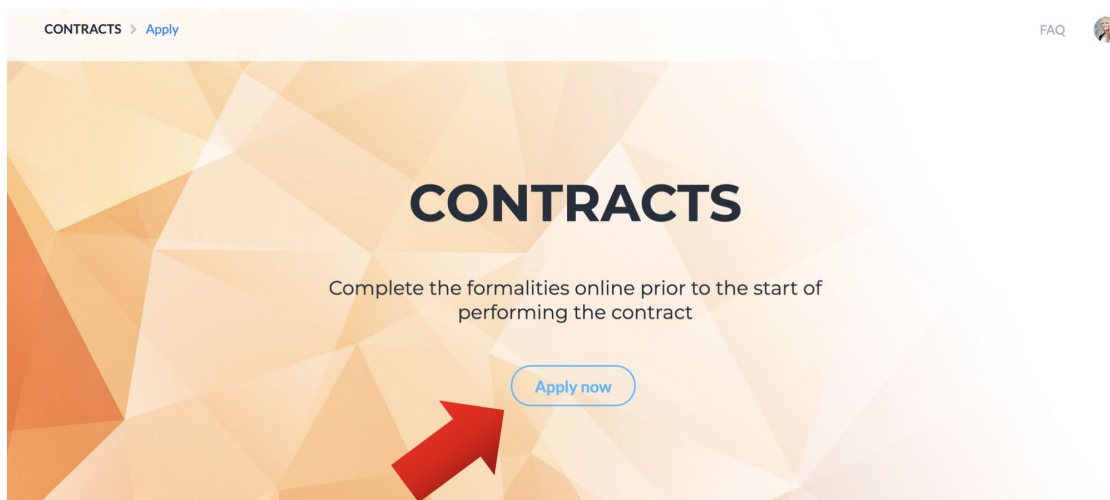 CONTRACTS > Apply
FAQ
CONTRACTS
Complete the formalities online prior to the start of
performing the contract
Apply now